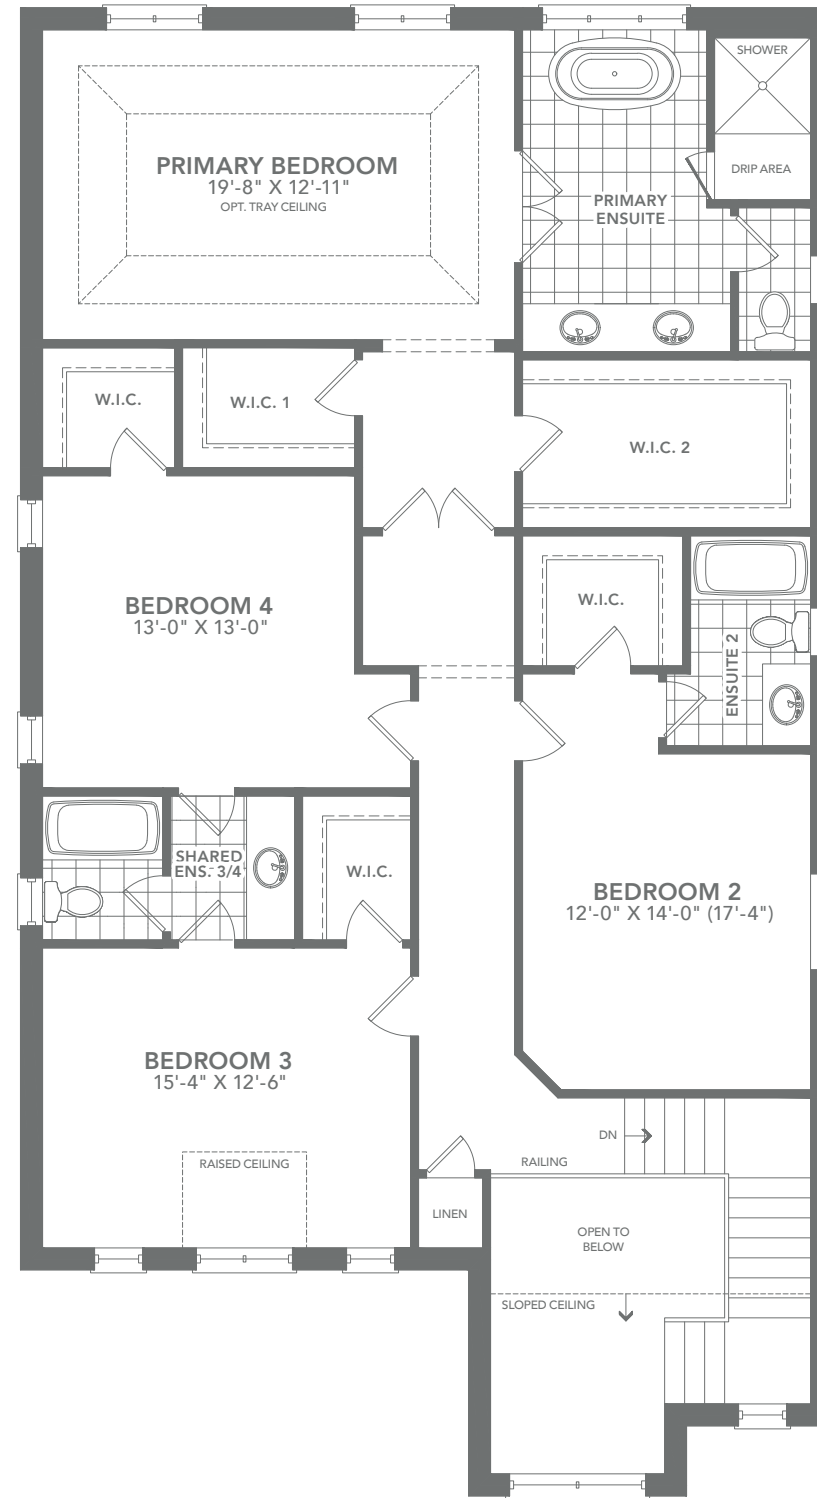 SHOWER
PRIMARY BEDROOM
19'-8" X 12'-11"
OPT. TRAY CEILING
DRIP AREA
PRIMARY
ENSUITE
W.I.C.
W.I.C. 1
W.I.C. 2
BEDROOM 4
13'-0" X 13'-0"
W.I.C.
ENSUITE 2
SHARED
ENS. 3/4
W.I.C.
BEDROOM 2
12'-0" X 14'-0" (17'-4")
BEDROOM 3
15'-4" X 12'-6"
RAISED CEILING
DN
RAILING
LINEN
OPEN TO
BELOW
SLOPED CEILING